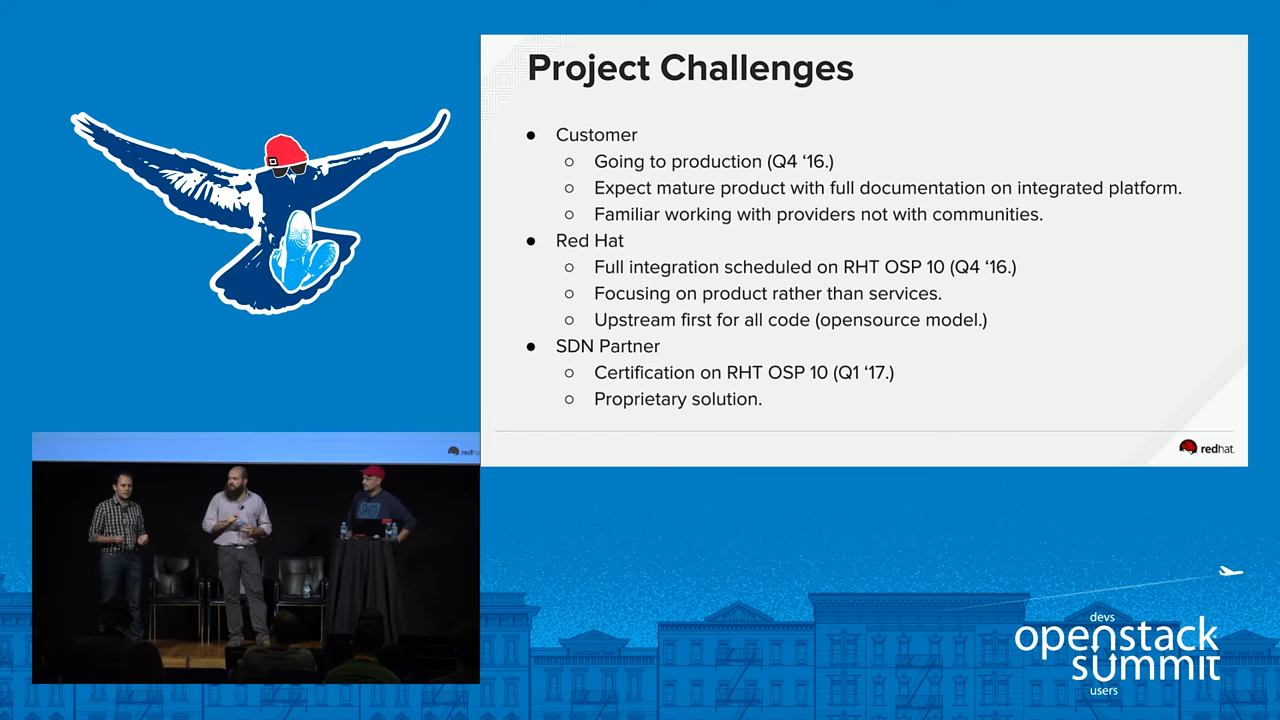 Project Challenges
● Customer
○ Going to production (Q4 ‘16.)
○ Expect mature product with full documentation on integrated platform.
○ Familiar working with providers not with communities.
● Red Hat
○ Full integration scheduled on RHT OSP 10 (Q4 ‘16.)
○ Focusing on product rather than services.
○ Upstream first for all code (opensource model.)
● SDN Partner
○ Certification on RHT OSP 10 (Q1 ‘17.)
○ Proprietary solution.
redhat.
redha
devs
openstack
summit
users